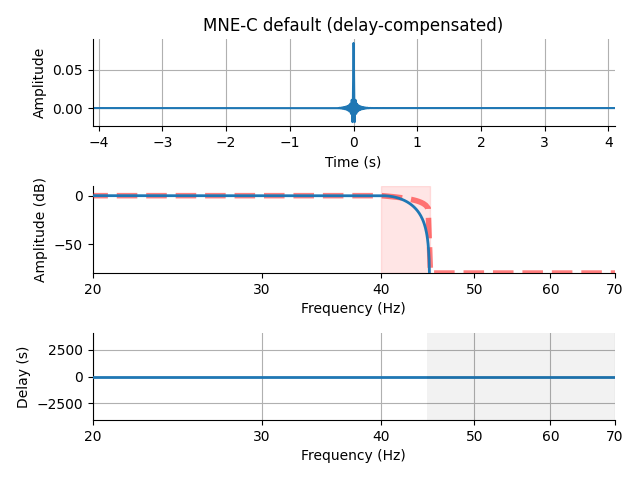 MNE-C default (delay-compensated)
Amplitude
0.05
0.00
−4 −3 −2 −1 0 1 2 3 4
Time (s)
Amplitude (dB)
0
−50
20 30 40 50 60 70
Frequency (Hz)
Delay (s)
2500
0
−2500
20 30 40 50 60 70
Frequency (Hz)